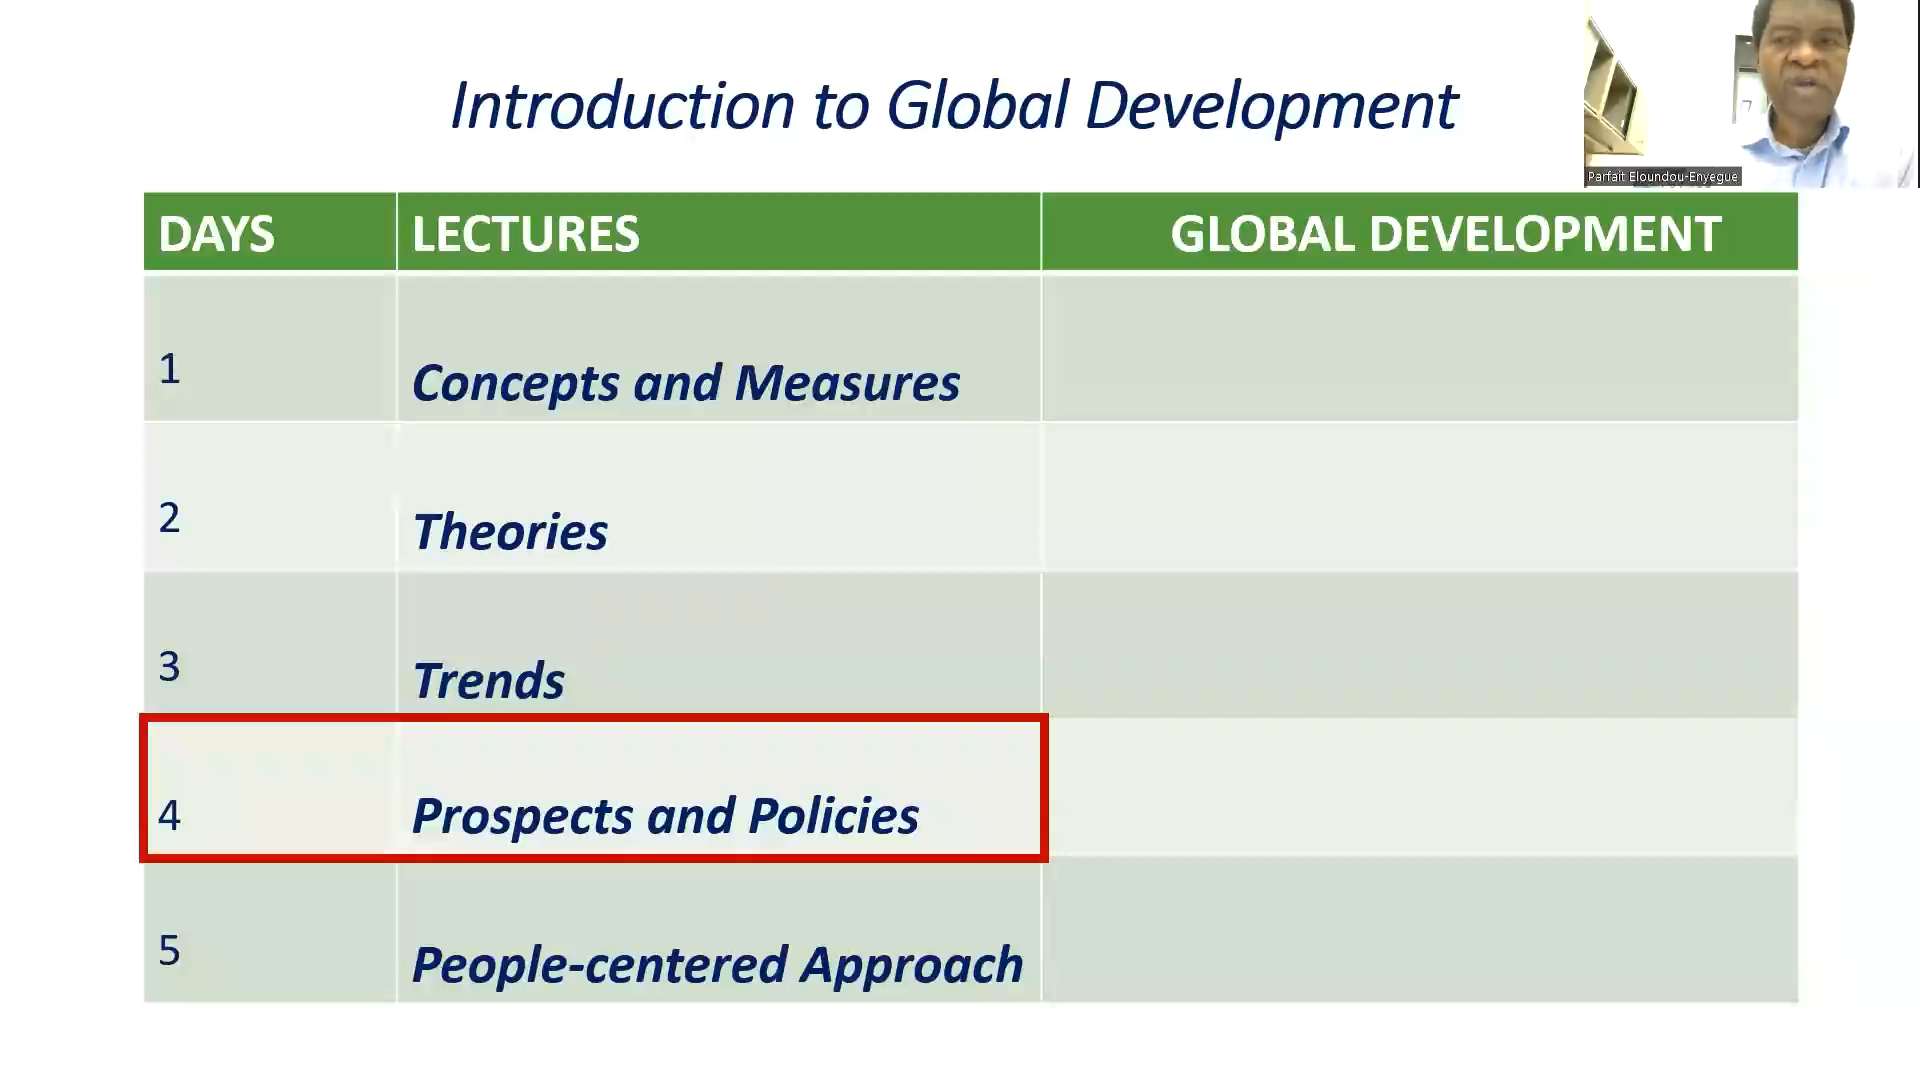 Introduction to Global Development
Parfait Eloundou-Enyegue
DAYS LECTURES GLOBAL DEVELOPMENT
1 Concepts and Measures
2 Theories
3 Trends
4 Prospects and Policies
5 People-centered Approach